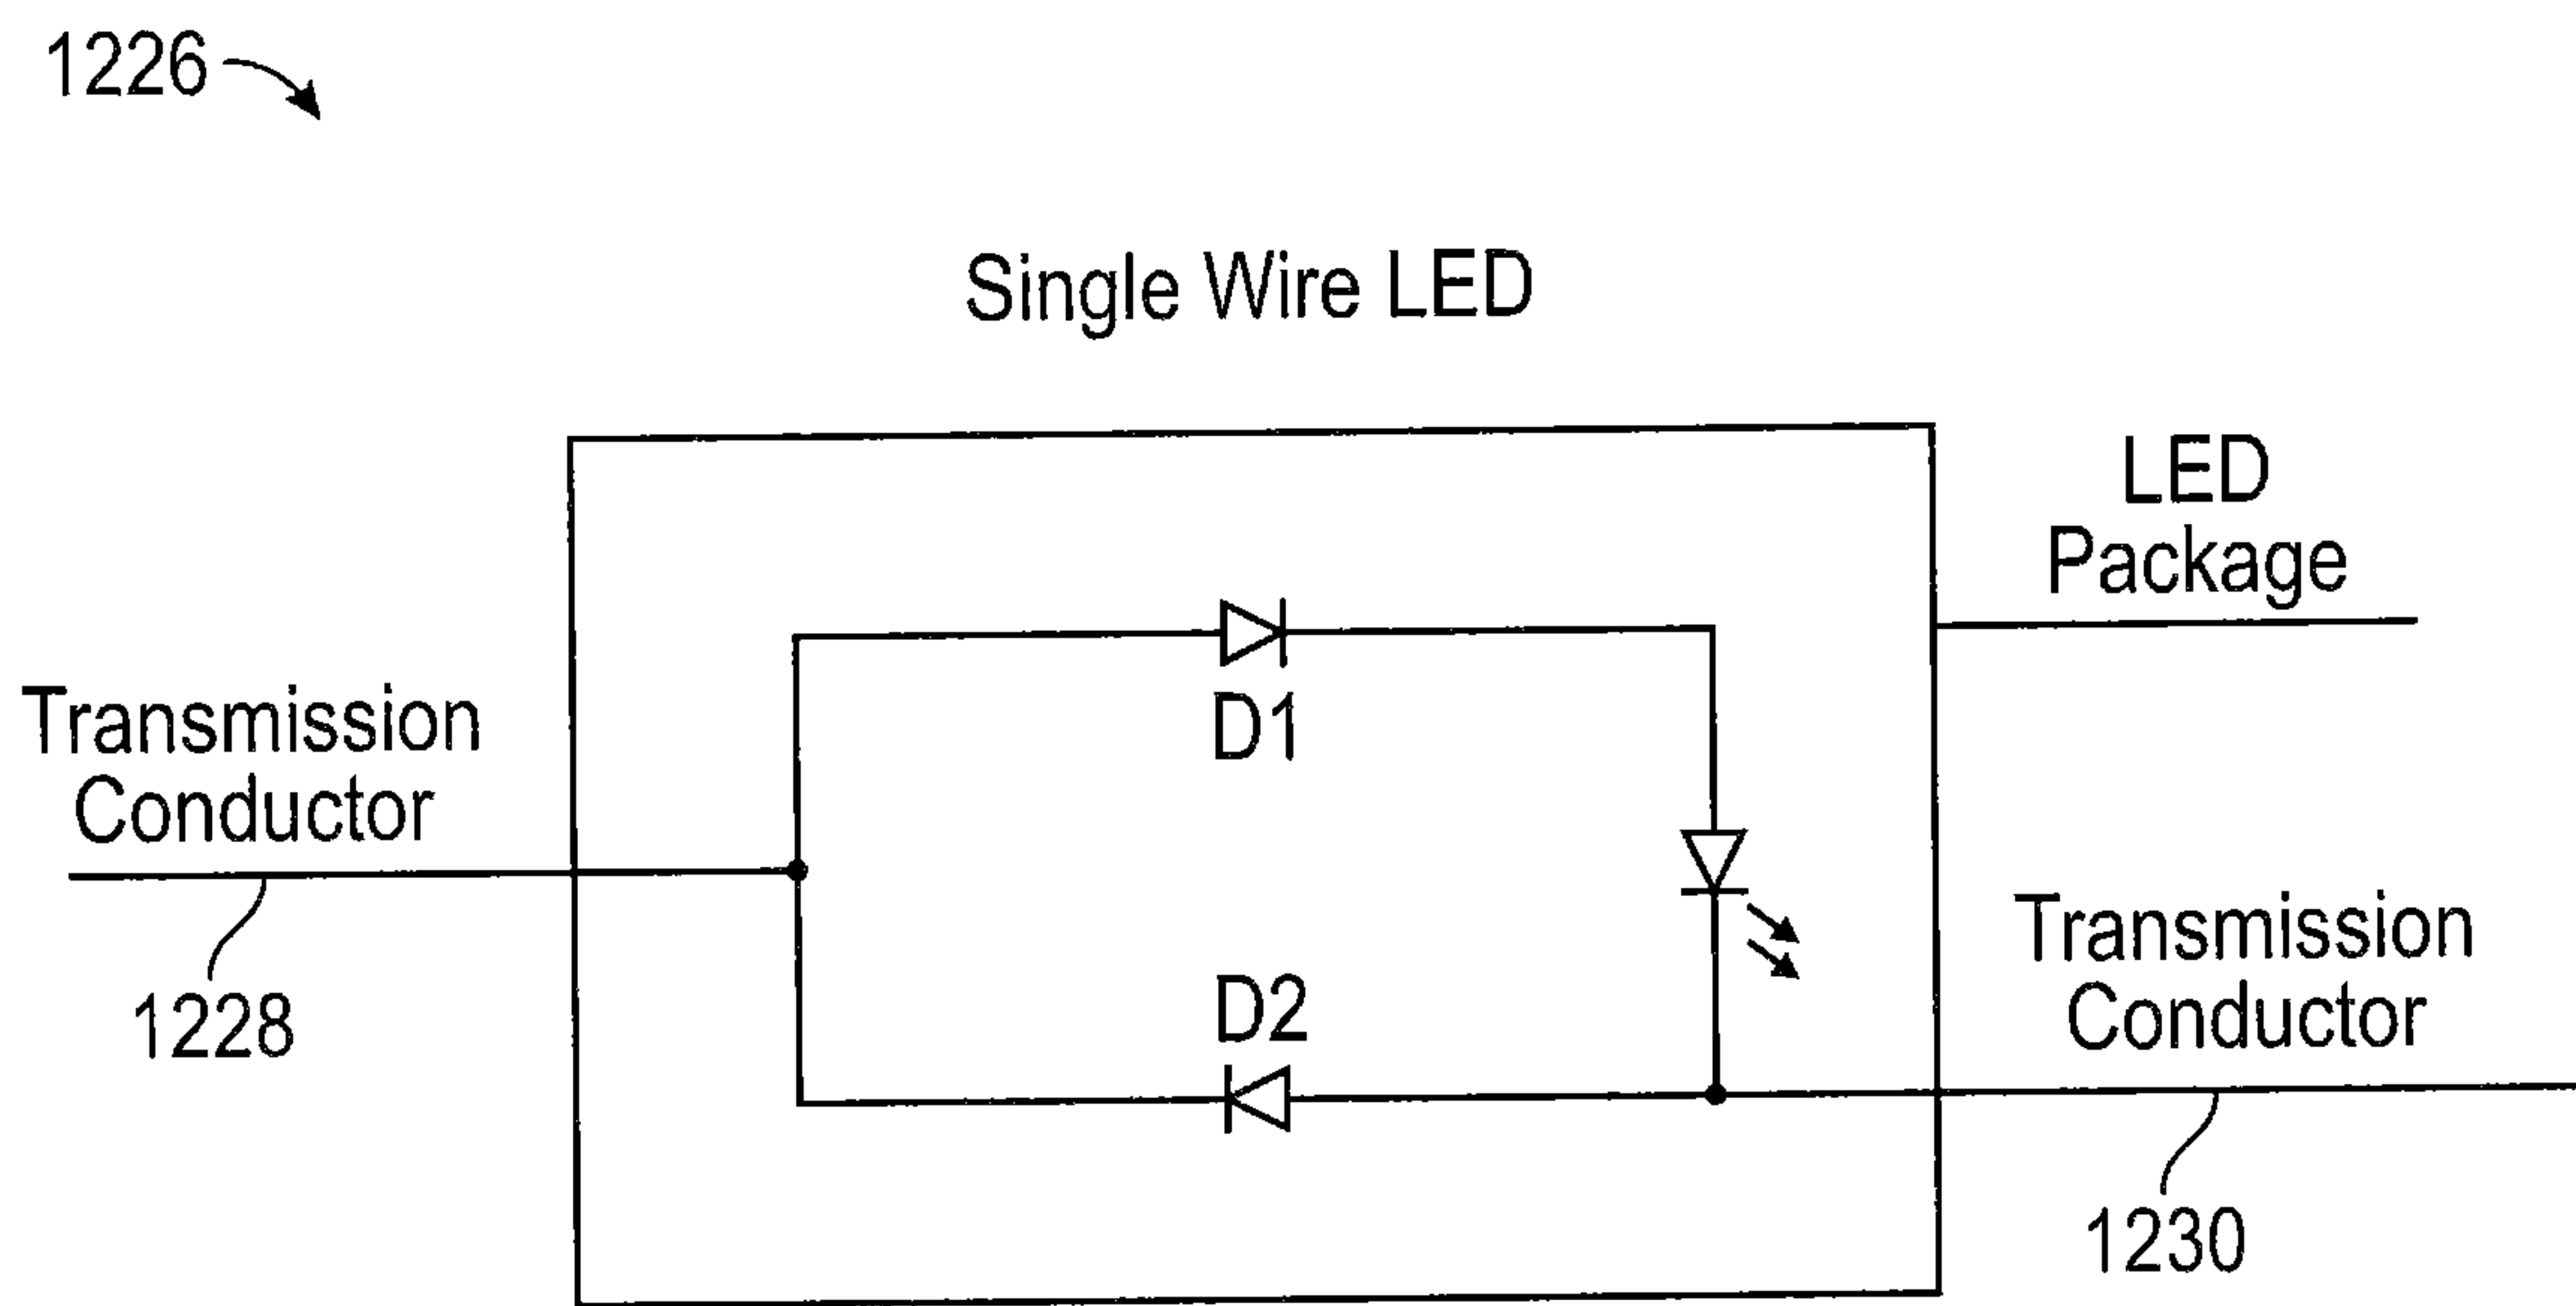 1226
Single Wire LED
LED
Package
Transmission
Conductor
D1
Transmission
Conductor
D2
1228
1230